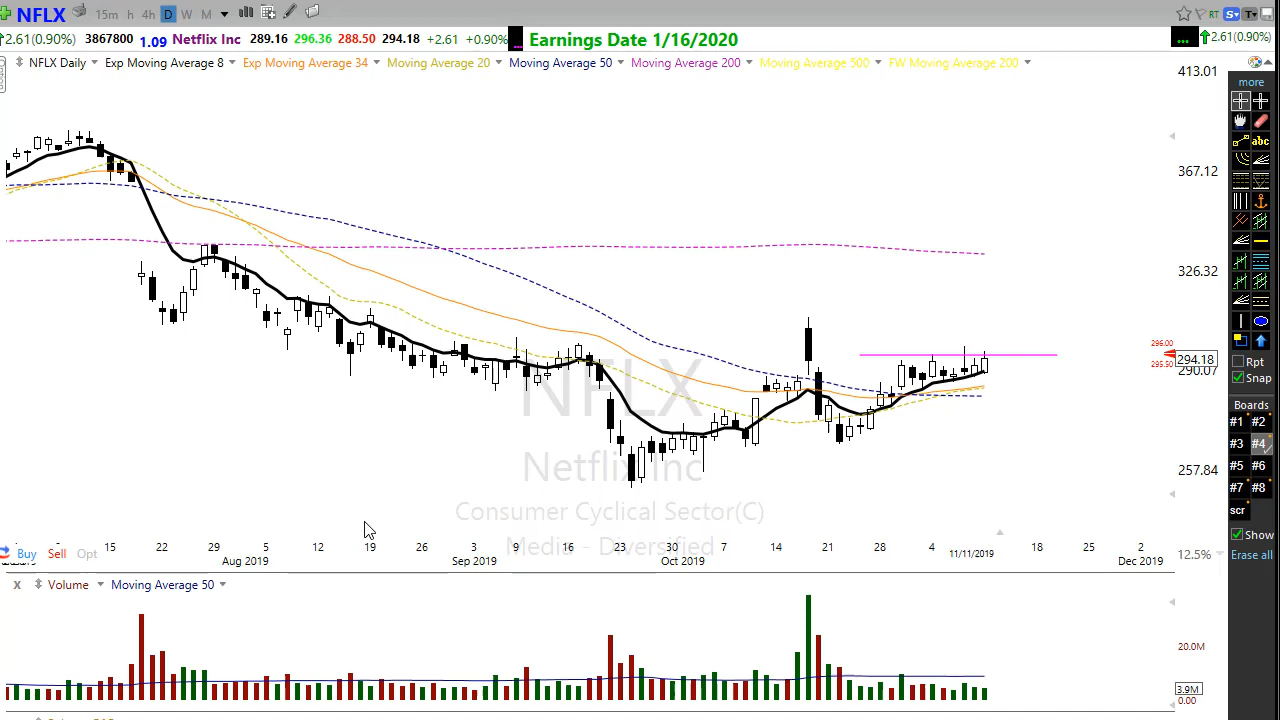 NFLX 15m h 4h D W M RT S T
2.61(0.90%) 3867800 1.09 Netflix Inc 289.16 296.36 288.50 294.18 +2.61 +0.90% ... Earnings Date 1/16/2020 ... 2.61(0.90%)
NFLX Daily Exp Moving Average 8 Exp Moving Average 34 Moving Average 20 Moving Average 50 Moving Average 200 Moving Average 500 FW Moving Average 200
413.01
more
abc
367.12
326.32
296.00
294.18
295.50
290.07
Rpt
Snap
NFLX
Boards
#1 #2
#3 #4
Netflix Inc
257.84
#5 #6
#7 #8
Consumer Cyclical Sector(C)
scr
Media - Diversified
Show
Buy Sell Opt
15 22 29 5 12 19 26 3 9 16 23 30 7 14 21 28 4 11/11/2019 18 25 2
Aug 2019 Sep 2019 Oct 2019 Dec 2019
12.5%
Erase all
X Volume Moving Average 50
20.0M
3.9M
0.00